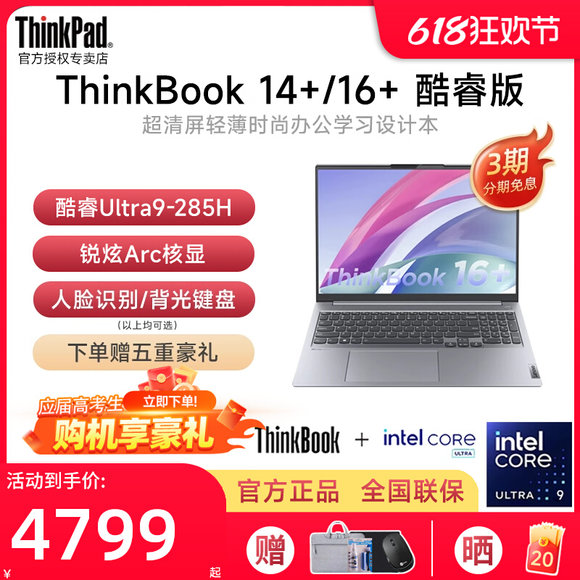 ThinkPad
官方授权专卖店
618狂欢节
ThinkBook 14+/16+ 酷睿版
超清屏轻薄时尚办公学习设计本
3期
分期免息
酷睿Ultra9-285H
锐炫Arc核显
人脸识别/背光键盘
(以上均可选)
下单赠五重豪礼
ThinkBook 16+
应届高考生
立即下单!
购机享豪礼
ThinkBook + intel CORE
ULTRA
intel
CORE
ULTRA 9
活动到手价:
¥4799起
官方正品 全国联保
赠
晒
20